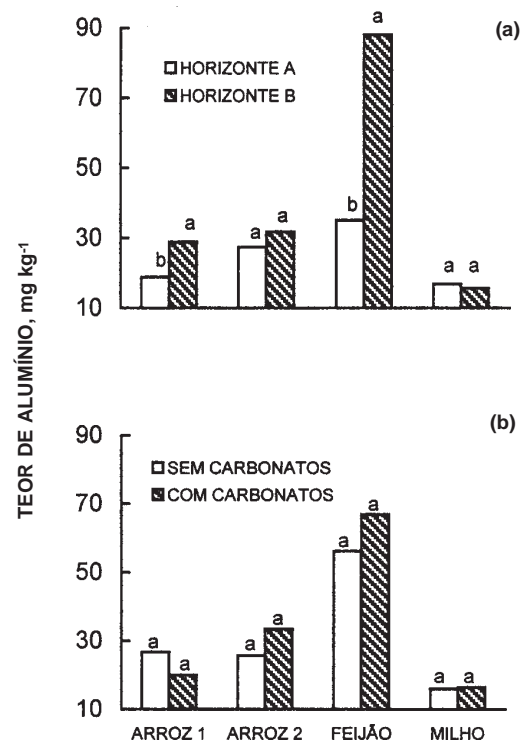 TEOR DE ALUMÍNIO, mg kg-1
(a)
90
70
50
30
10
HORIZONTE A
HORIZONTE B
b a a a b a a a
(b)
90
70
50
30
10
SEM CARBONATOS
COM CARBONATOS
a a a a a a a a
ARROZ 1 ARROZ 2 FEIJÃO MILHO